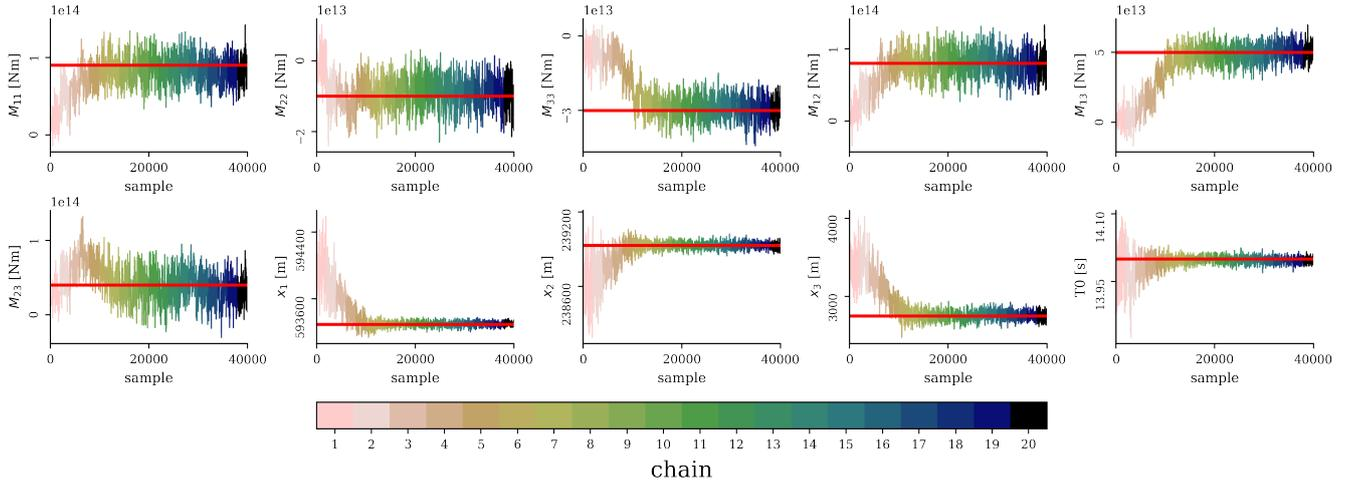 1e14
M11 [Nm]
1
0
0 20000 40000
sample
1e13
M22 [Nm]
0
−2
0 20000 40000
sample
1e13
M33 [Nm]
0
−3
0 20000 40000
sample
1e14
M12 [Nm]
1
0
0 20000 40000
sample
1e13
M13 [Nm]
5
0
0 20000 40000
sample
1e14
M23 [Nm]
1
0
0 20000 40000
sample
x1 [m]
594400
593600
0 20000 40000
sample
x2 [m]
239200
238600
0 20000 40000
sample
x3 [m]
4000
3000
0 20000 40000
sample
T0 [s]
14.10
13.95
0 20000 40000
sample
1 2 3 4 5 6 7 8 9 10 11 12 13 14 15 16 17 18 19 20
chain